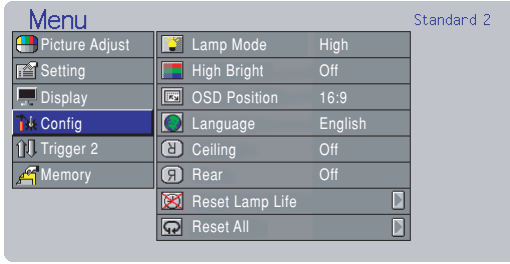 Menu
Standard 2
Picture Adjust
Setting
Display
Config
Trigger 2
Memory
Lamp Mode High
High Bright Off
OSD Position 16:9
Language English
Ceiling Off
Rear Off
Reset Lamp Life
Reset All